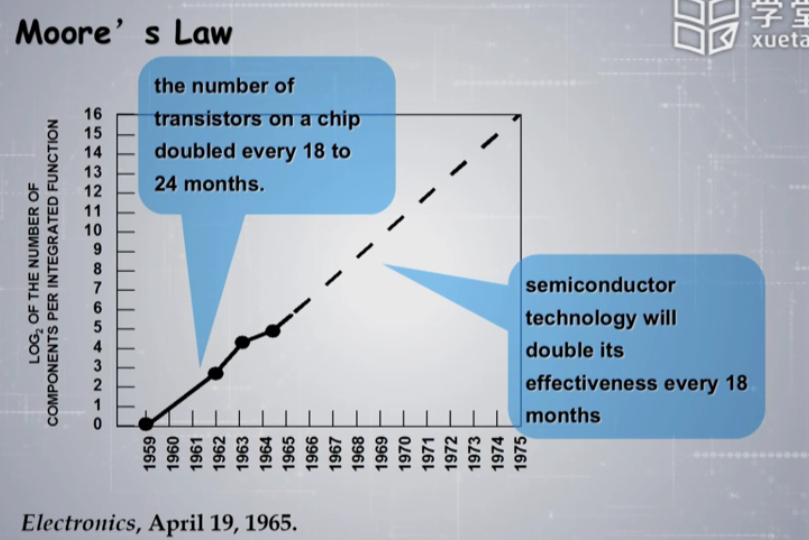 Moore's Law
学堂
xueta
the number of
transistors on a chip
doubled every 18 to
24 months.
LOG₂ OF THE NUMBER OF
COMPONENTS PER INTEGRATED FUNCTION
16
15
14
13
12
11
10
9
8
7
6
5
4
3
2
1
0
semiconductor
technology will
double its
effectiveness every 18
months
1959 1960 1961 1962 1963 1964 1965 1966 1967 1968 1969 1970 1971 1972 1973 1974 1975
Electronics, April 19, 1965.